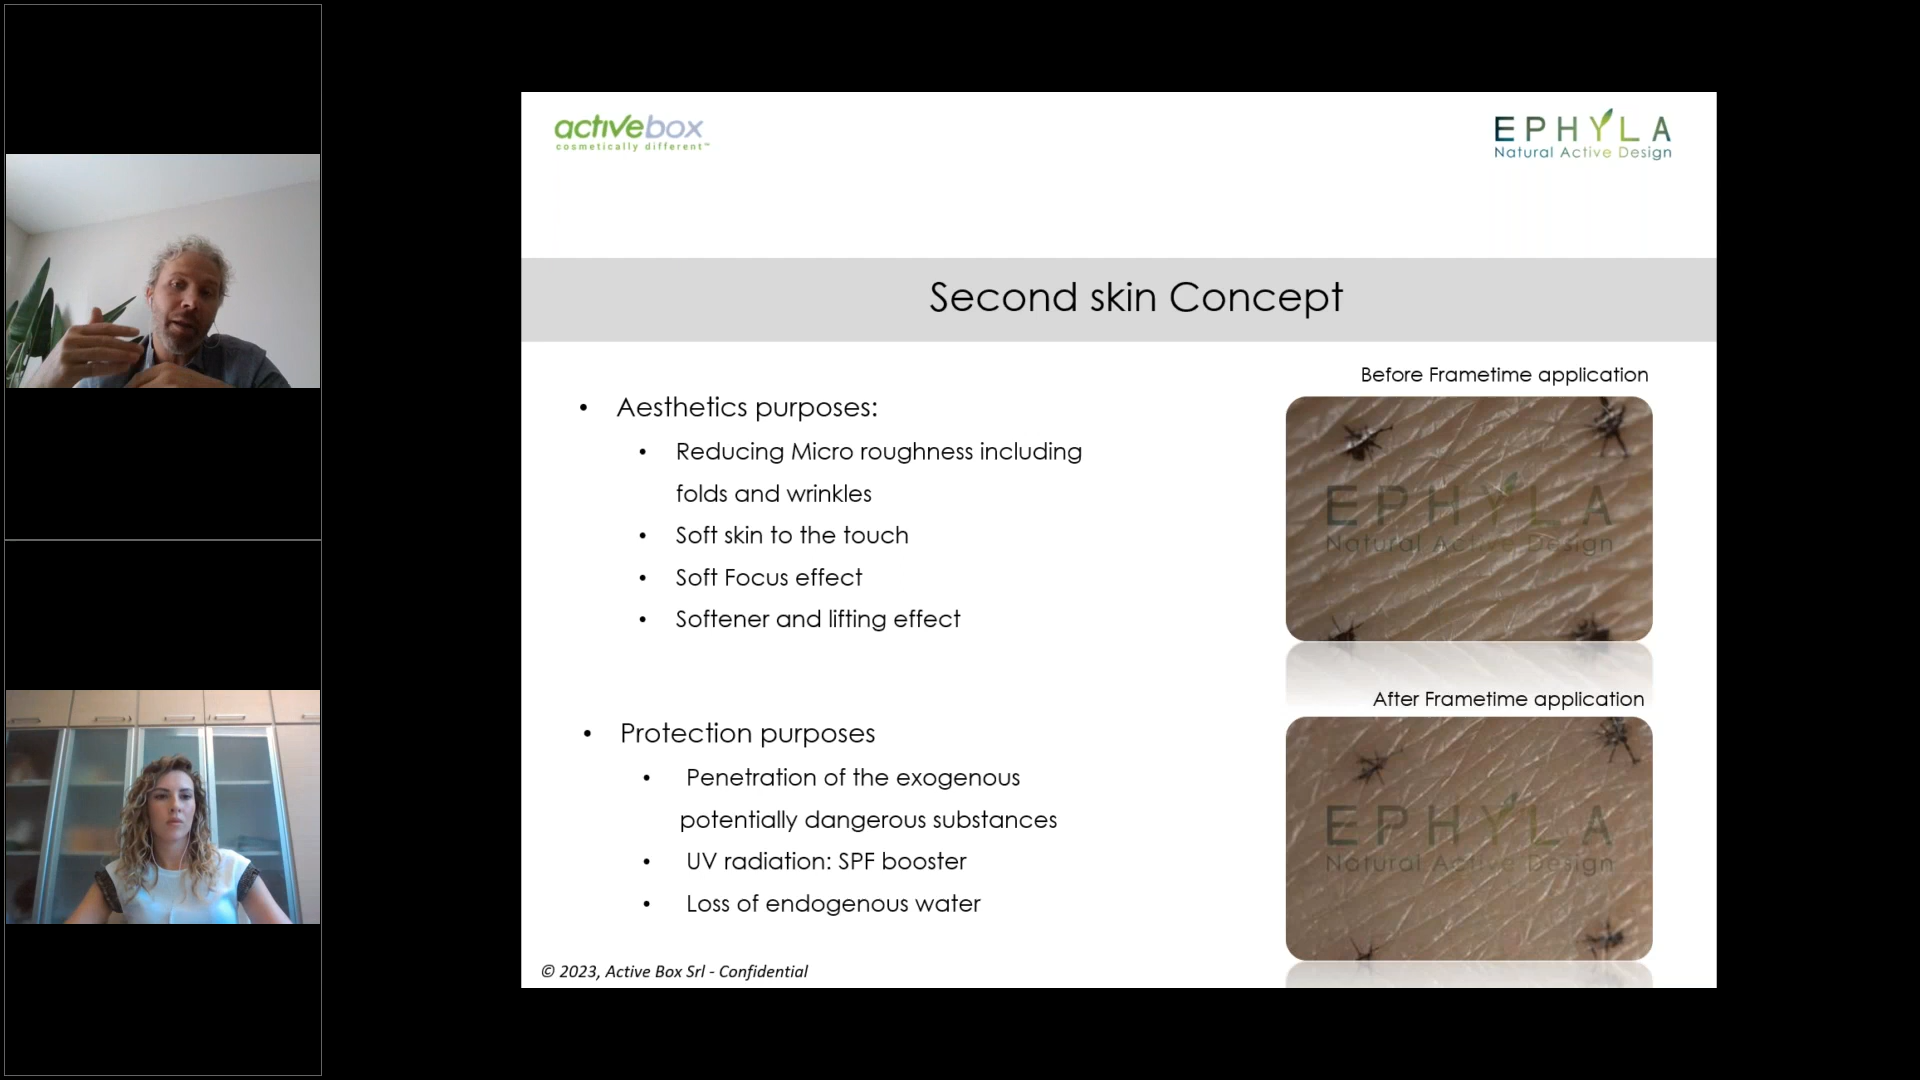 activebox
cosmetically different™
EPHYLA
Natural Active Design
Second skin Concept
Before Frametime application
• Aesthetics purposes:
• Reducing Micro roughness including
folds and wrinkles
• Soft skin to the touch
• Soft Focus effect
• Softener and lifting effect
EPHYLA
Natural Active Design
After Frametime application
• Protection purposes
• Penetration of the exogenous
potentially dangerous substances
• UV radiation: SPF booster
• Loss of endogenous water
EPHYLA
Natural Active Design
© 2023, Active Box Srl - Confidential